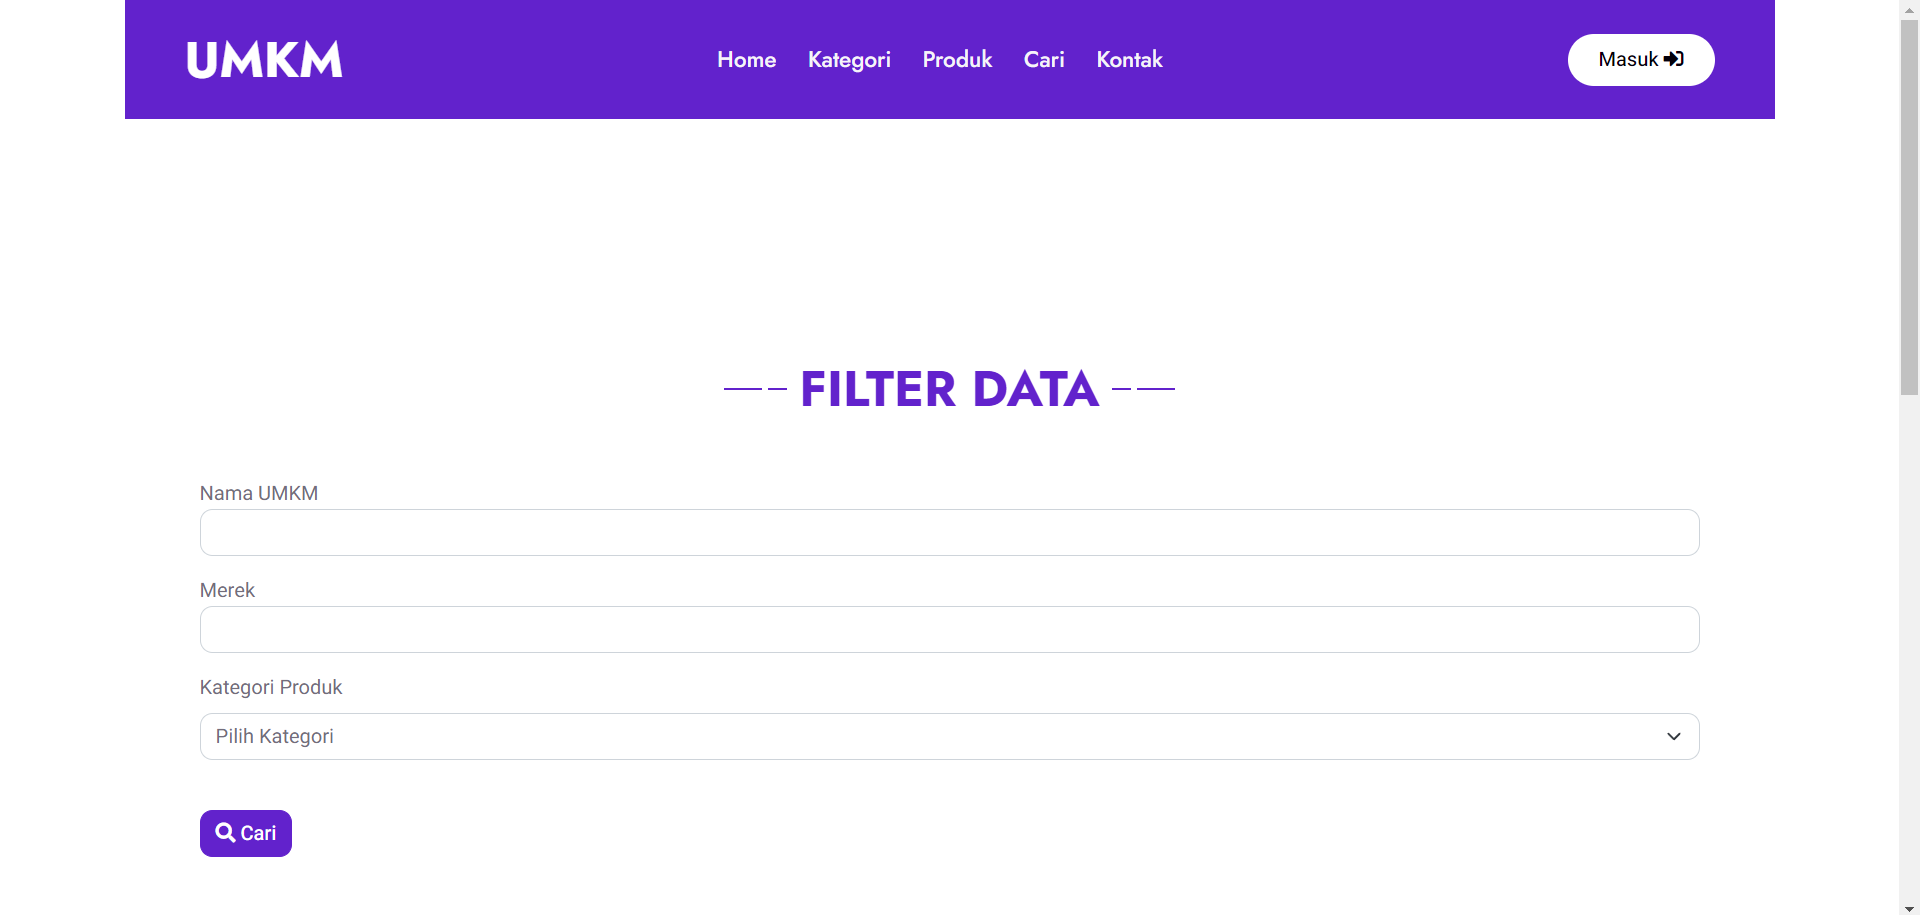 UMKM
Home Kategori Produk Cari Kontak
Masuk
FILTER DATA
Nama UMKM
Merek
Kategori Produk
Pilih Kategori
Cari